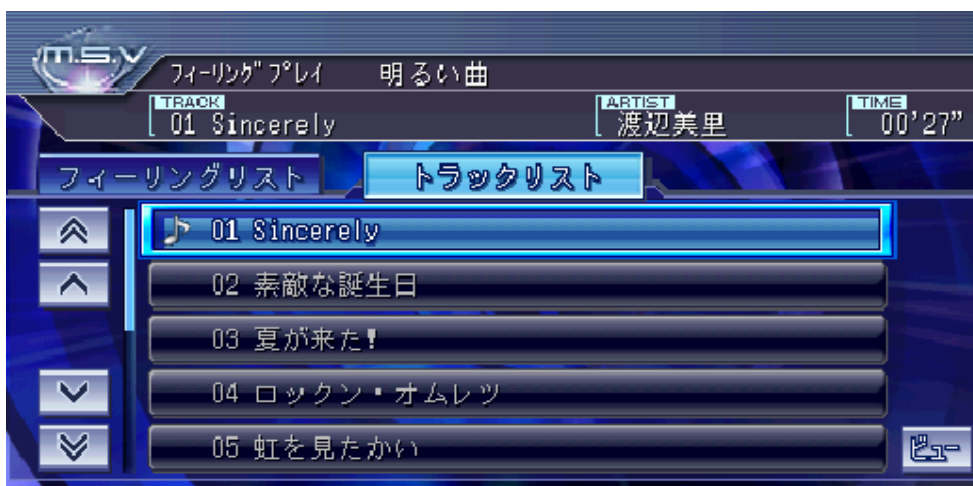 m.s.v
フィーリングプレイ 明るい曲
TRACK ARTIST TIME
01 Sincerely 渡辺美里 00'27”
フィーリングリスト トラックリスト
01 Sincerely
02 素敵な誕生日
03 夏が来た!
04 ロックン・オムレツ
05 虹を見たかい
ビュー